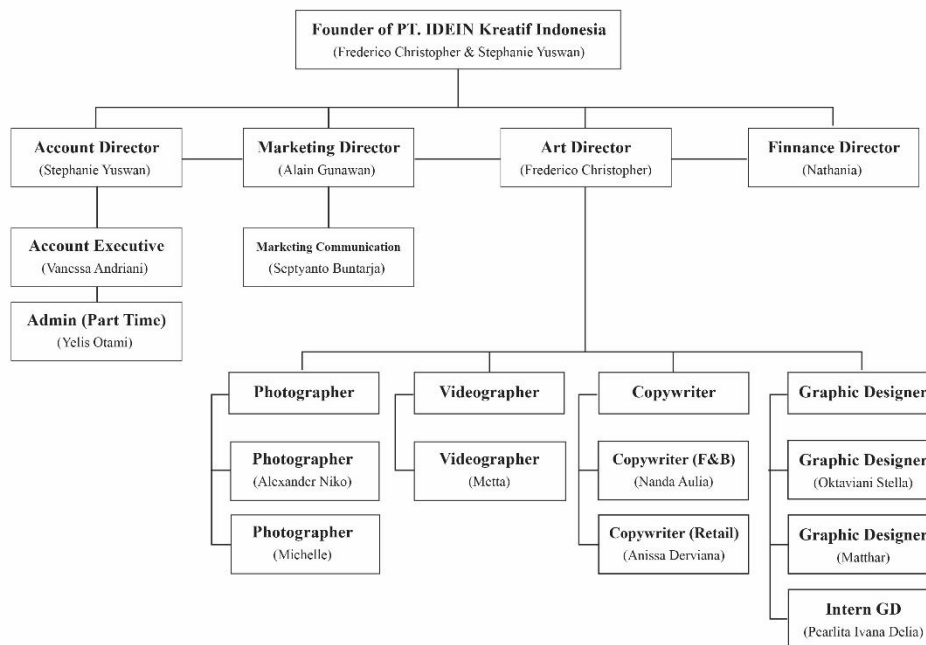 Founder of PT. IDEIN Kreatif Indonesia
(Frederico Christopher & Stephanie Yuswan)
Account Director
(Stephanie Yuswan)
Marketing Director
(Alain Gunawan)
Art Director
(Frederico Christopher)
Finnance Director
(Nathania)
Account Executive
(Vanessa Andriani)
Marketing Communication
(Septyanto Buntarja)
Admin (Part Time)
(Yelis Otami)
Photographer
Videographer
Copywriter
Graphic Designer
Photographer
(Alexander Niko)
Videographer
(Metta)
Copywriter (F&B)
(Nanda Aulia)
Graphic Designer
(Oktaviani Stella)
Photographer
(Michelle)
Copywriter (Retail)
(Anissa Derviana)
Graphic Designer
(Matthar)
Intern GD
(Pearlita Ivana Delia)